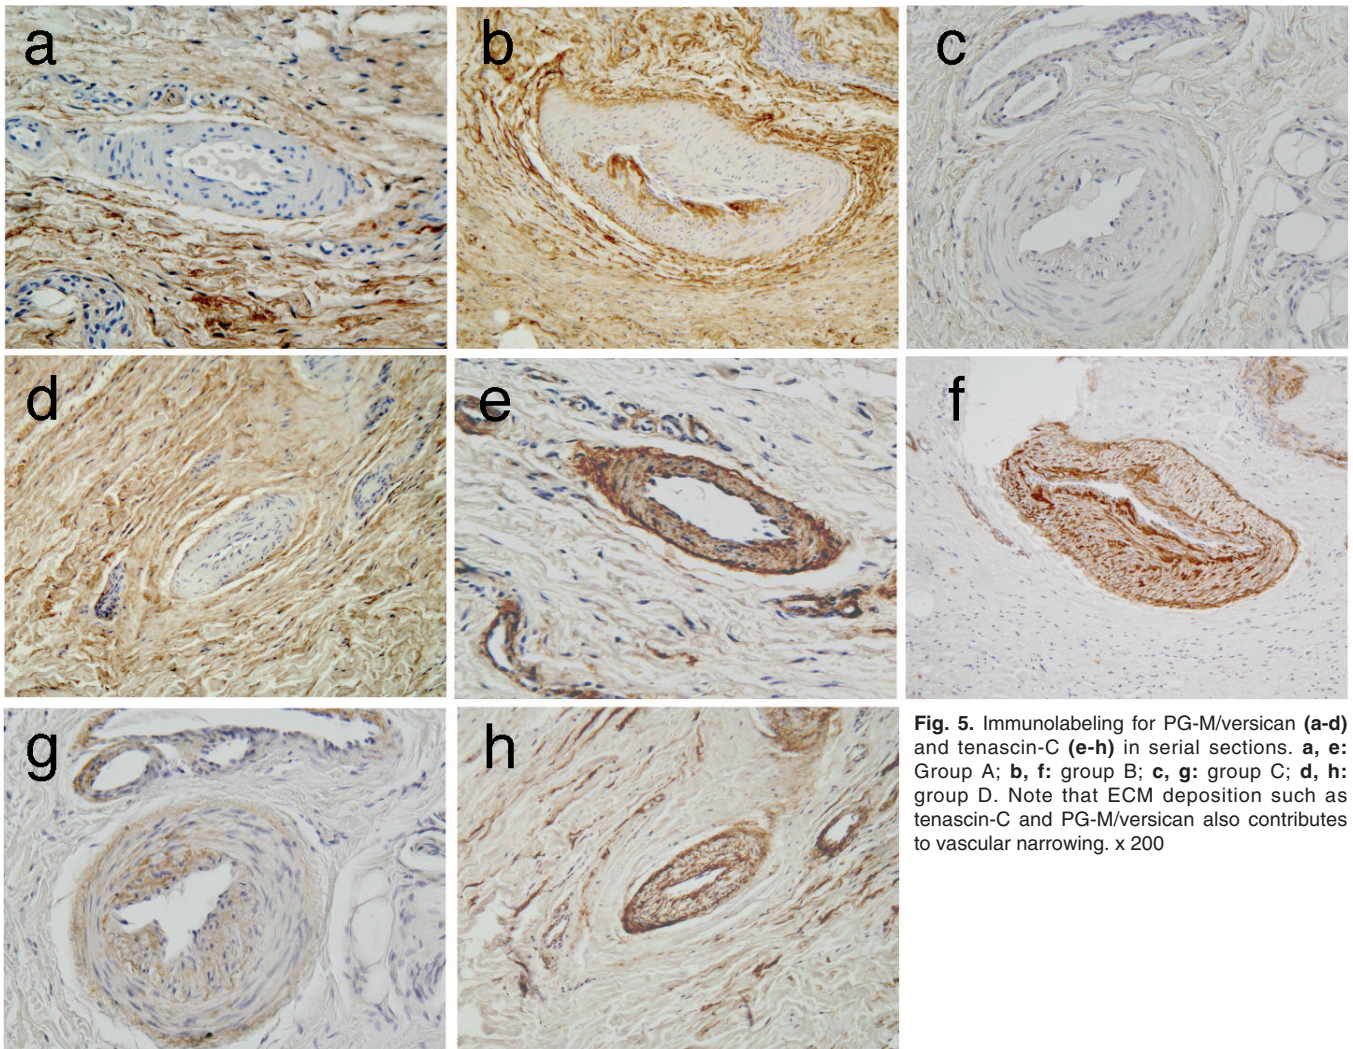 a
b
c
d
e
f
g
h
Fig. 5. Immunolabeling for PG-M/versican (a-d)
and tenascin-C (e-h) in serial sections. a, e:
Group A; b, f: group B; c, g: group C; d, h:
group D. Note that ECM deposition such as
tenascin-C and PG-M/versican also contributes
to vascular narrowing. x 200